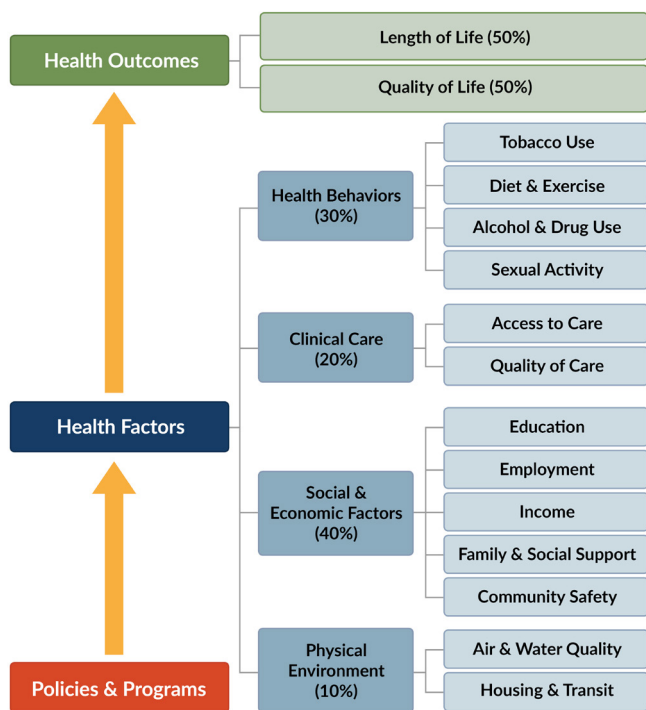 Health Outcomes
Length of Life (50%)
Quality of Life (50%)
Health Behaviors
(30%)
Tobacco Use
Diet & Exercise
Alcohol & Drug Use
Sexual Activity
Clinical Care
(20%)
Access to Care
Quality of Care
Health Factors
Social &
Economic Factors
(40%)
Education
Employment
Income
Family & Social Support
Community Safety
Physical
Environment
(10%)
Air & Water Quality
Housing & Transit
Policies & Programs